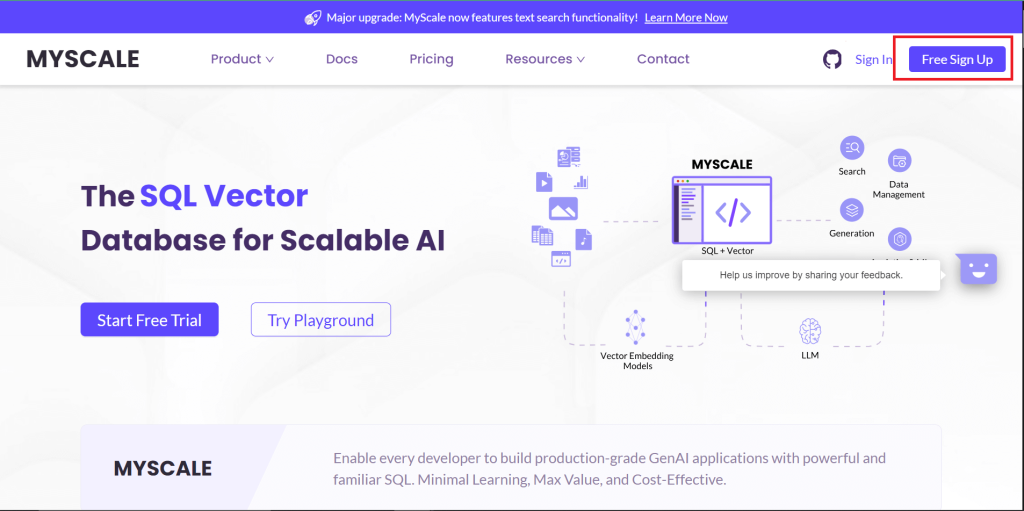 Major upgrade: MyScale now features text search functionality! Learn More Now
MYSCALE
Product
Docs
Pricing
Resources
Contact
Sign In
Free Sign Up
The SQL Vector
Database for Scalable AI
Start Free Trial
Try Playground
MYSCALE
SQL + Vector
Search
Data
Management
Generation
Help us improve by sharing your feedback.
Vector Embedding
Models
LLM
MYSCALE
Enable every developer to build production-grade GenAI applications with powerful and
familiar SQL. Minimal Learning, Max Value, and Cost-Effective.